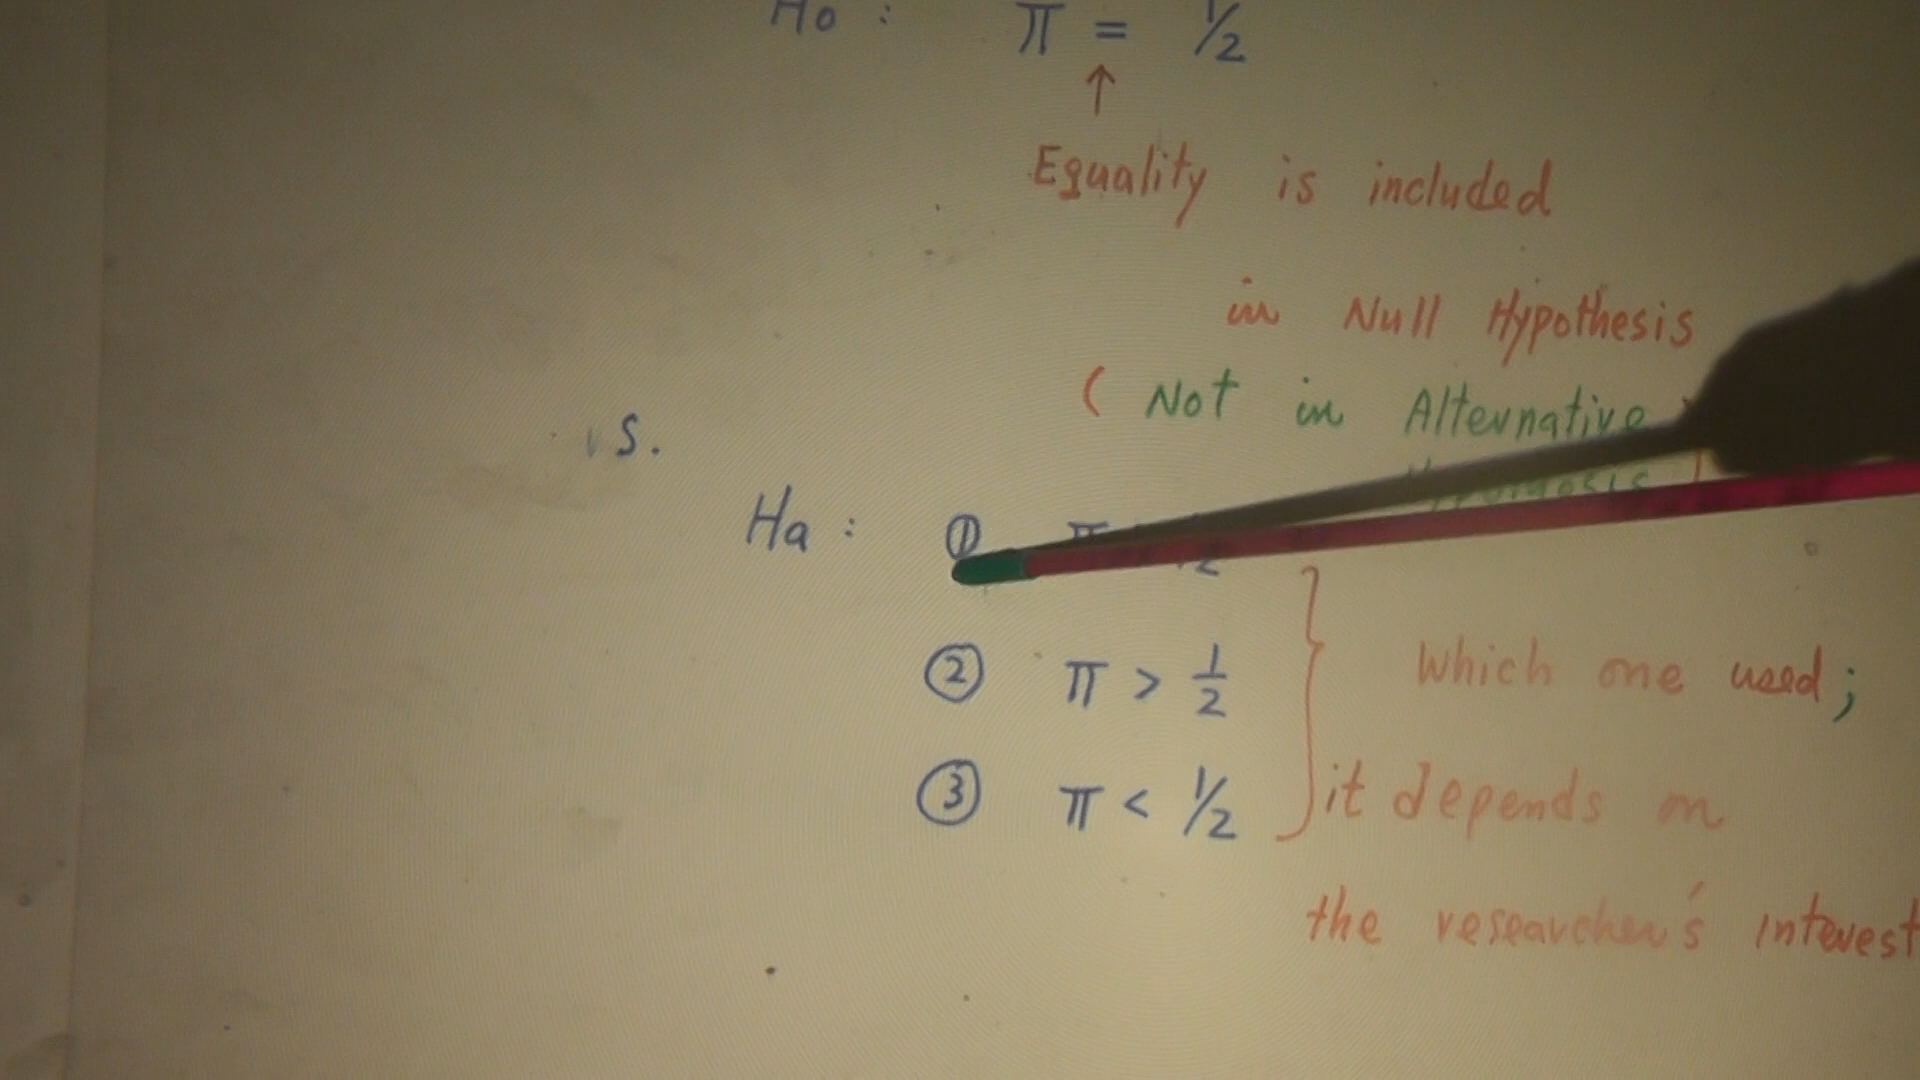 Ho : π = 1/2
↑
Equality is included
in Null Hypothesis
( Not in Alternative
vs.
Ha : ① π
② π > 1/2
③ π < 1/2
Which one used;
it depends on
the researcher's interest